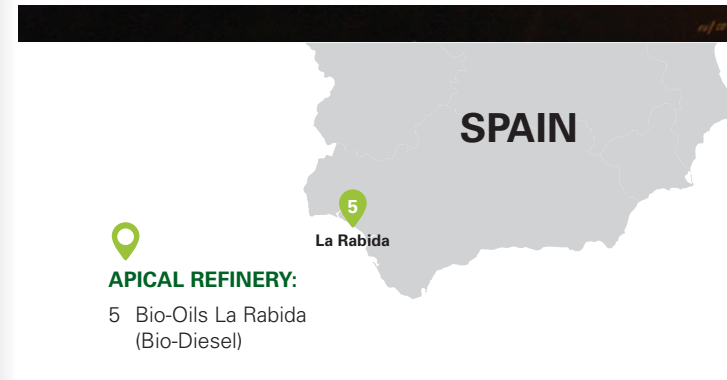 SPAIN
5
La Rabida
APICAL REFINERY:
5 Bio-Oils La Rabida
(Bio-Diesel)